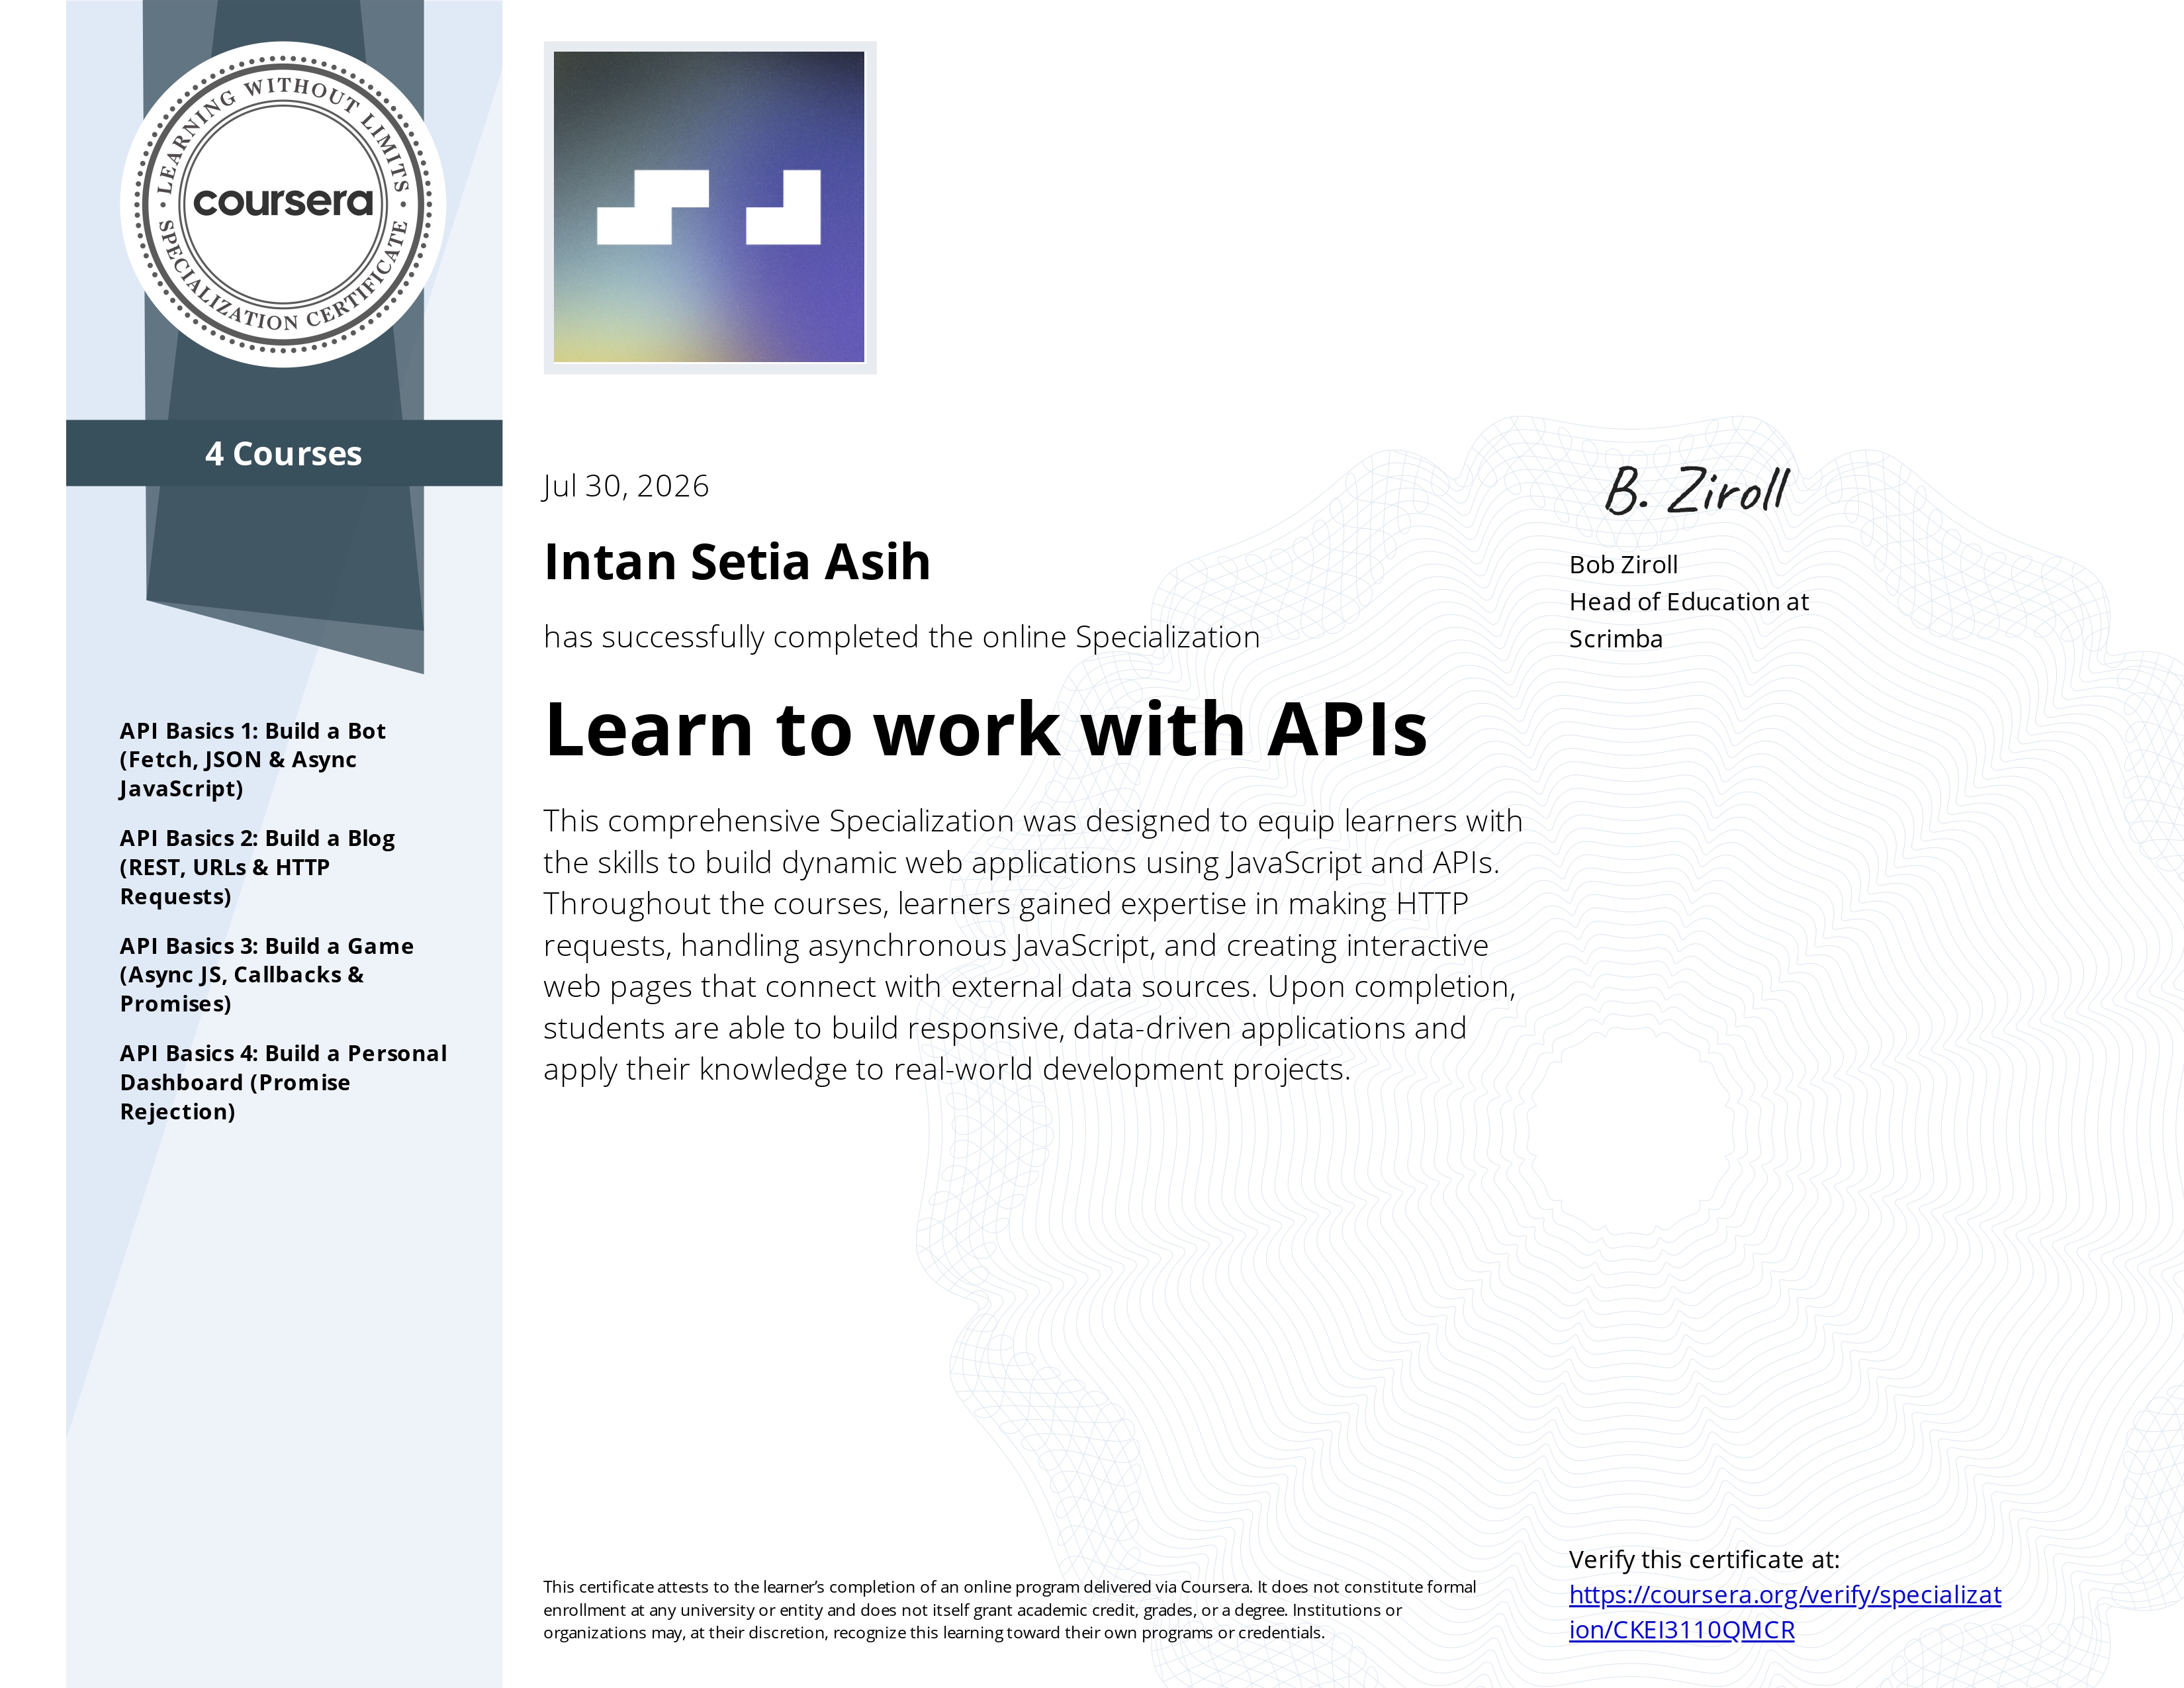 LEARNING WITHOUT LIMITS
coursera
SPECIALIZATION CERTIFICATE
4 Courses
API Basics 1: Build a Bot
(Fetch, JSON & Async
JavaScript)
API Basics 2: Build a Blog
(REST, URLs & HTTP
Requests)
API Basics 3: Build a Game
(Async JS, Callbacks &
Promises)
API Basics 4: Build a Personal
Dashboard (Promise
Rejection)
Jul 30, 2026
Intan Setia Asih
has successfully completed the online Specialization
Learn to work with APIs
This comprehensive Specialization was designed to equip learners with
the skills to build dynamic web applications using JavaScript and APIs.
Throughout the courses, learners gained expertise in making HTTP
requests, handling asynchronous JavaScript, and creating interactive
web pages that connect with external data sources. Upon completion,
students are able to build responsive, data-driven applications and
apply their knowledge to real-world development projects.
B. Ziroll
Bob Ziroll
Head of Education at
Scrimba
This certificate attests to the learner’s completion of an online program delivered via Coursera. It does not constitute formal
enrollment at any university or entity and does not itself grant academic credit, grades, or a degree. Institutions or
organizations may, at their discretion, recognize this learning toward their own programs or credentials.
Verify this certificate at:
https://coursera.org/verify/specializat
ion/CKEI3110QMCR